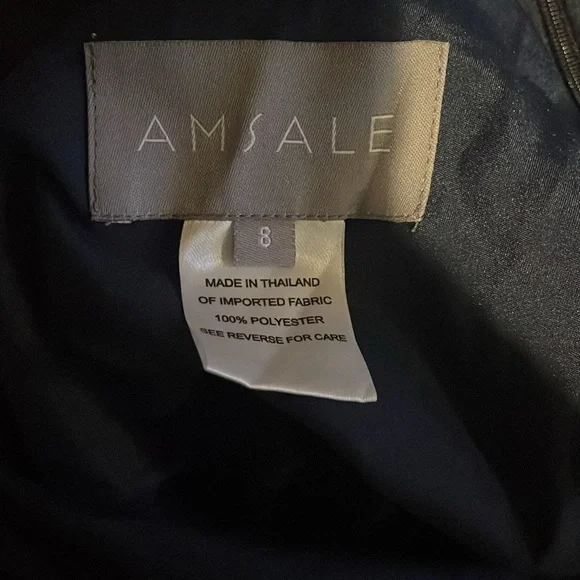 AMSALE
8
MADE IN THAILAND
OF IMPORTED FABRIC
100% POLYESTER
SEE REVERSE FOR CARE